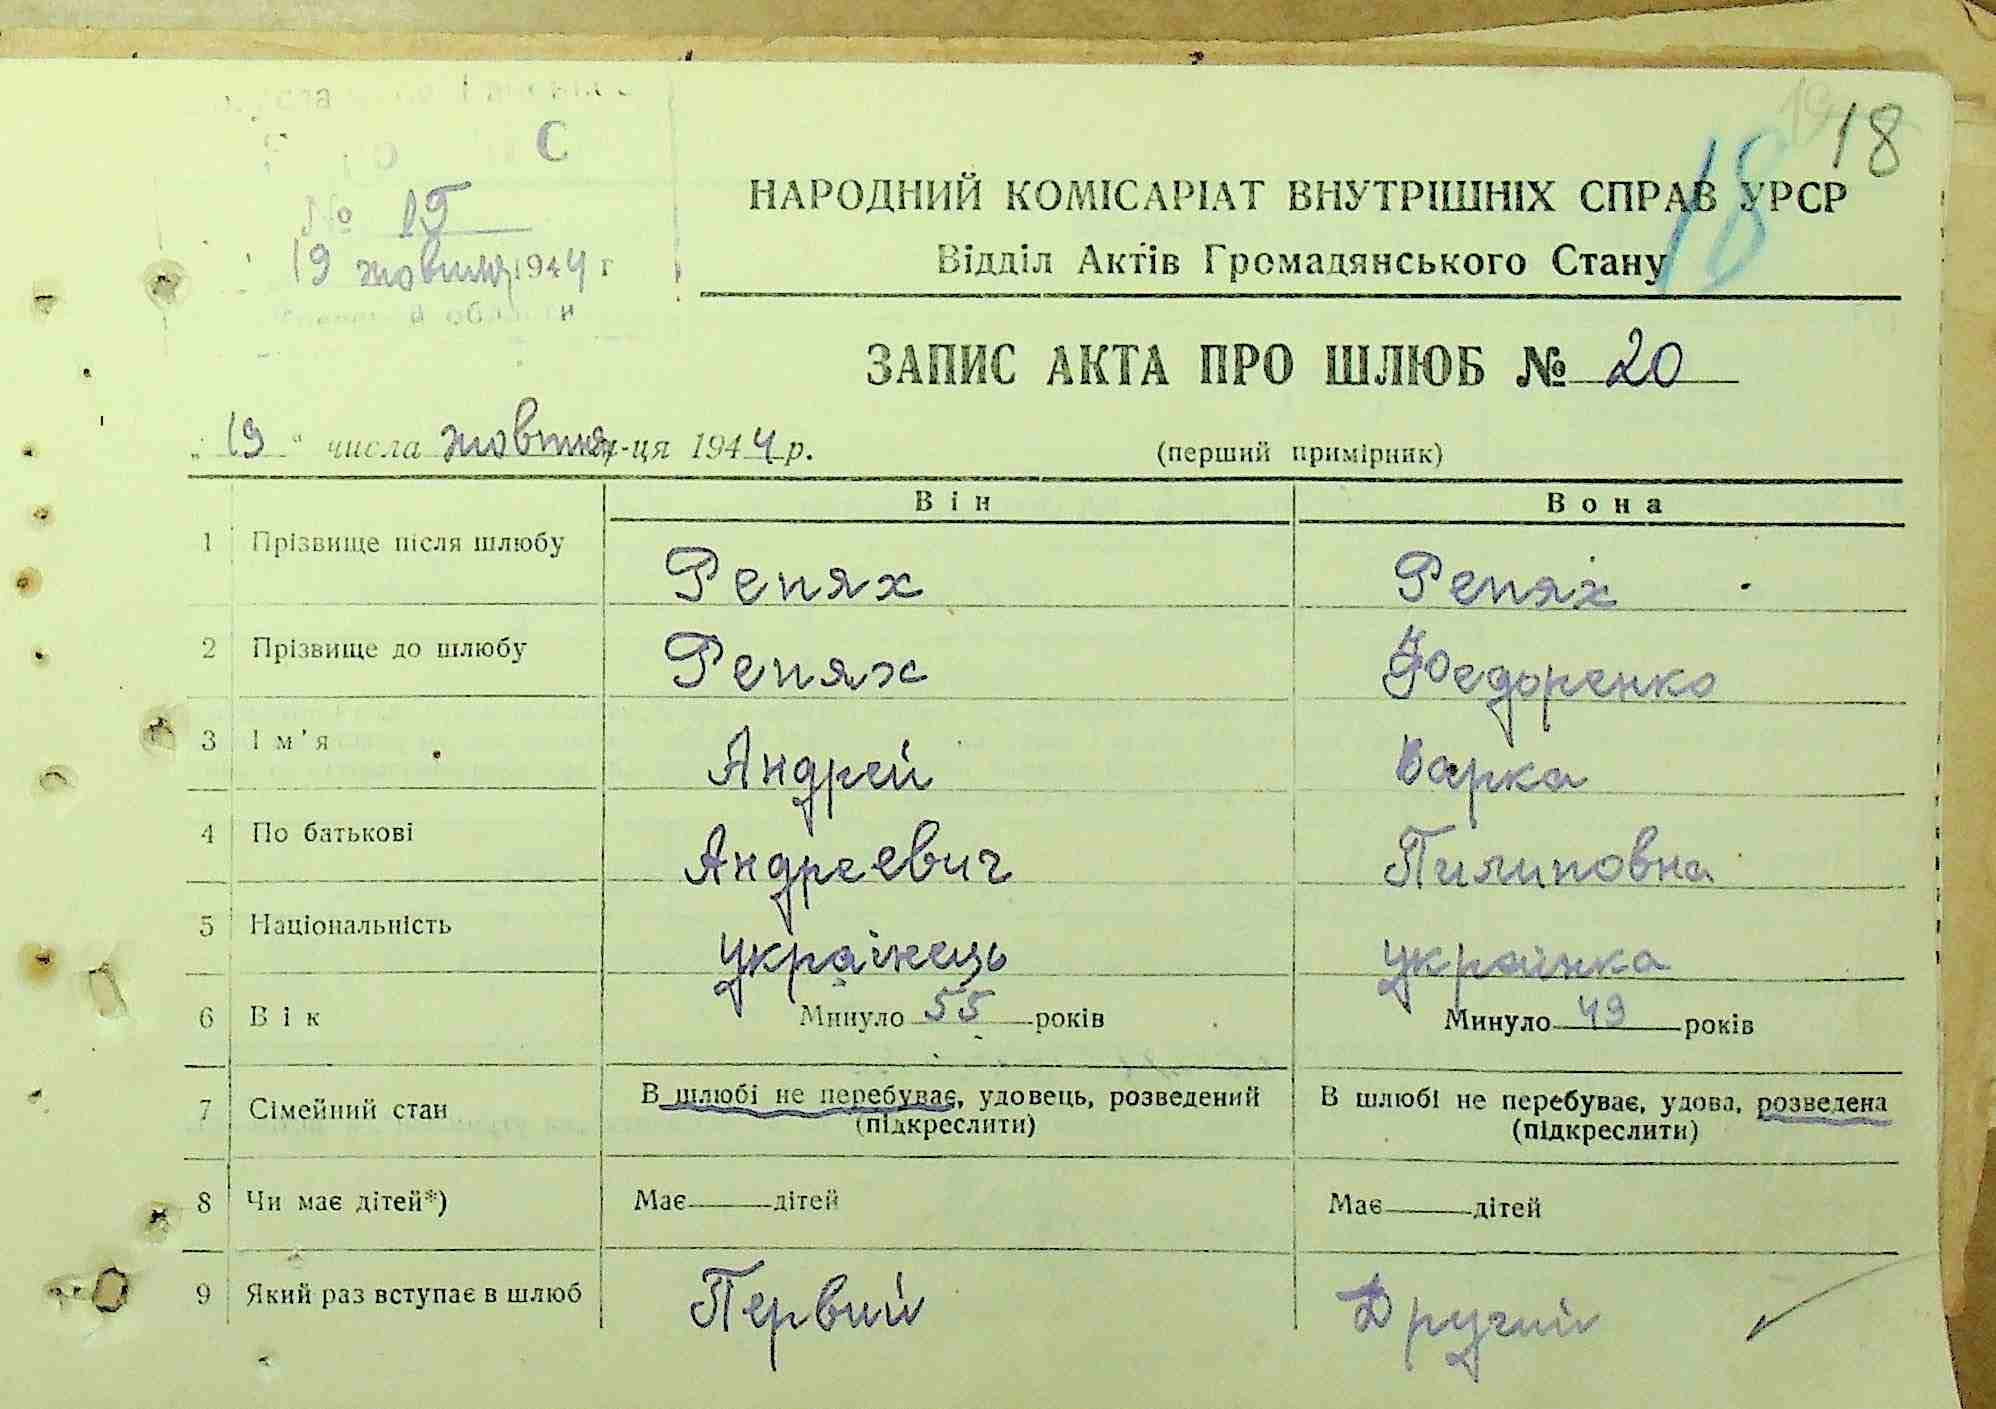 18
18
19
С
№ 15
19 жовтня 1944 г
области
НАРОДНИЙ КОМІСАРІАТ ВНУТРІШНІХ СПРАВ УРСР
Відділ Актів Громадянського Стану
ЗАПИС АКТА ПРО ШЛЮБ № 20
„19“ числа жовтня м-ця 1944 р.
(перший примірник)
Він Вона
1 Прізвище після шлюбу Репях Репях
2 Прізвище до шлюбу Репях Федоренко
3 Ім'я Андрей Варка
4 По батькові Андреевич Пилиповна
5 Національність українець українка
6 Вік Минуло 55 років Минуло 49 років
7 Сімейний стан В шлюбі не перебуває, удовець, розведений В шлюбі не перебуває, удова, розведена
(підкреслити) (підкреслити)
8 Чи має дітей*) Має — дітей Має — дітей
9 Який раз вступає в шлюб Первий Другий